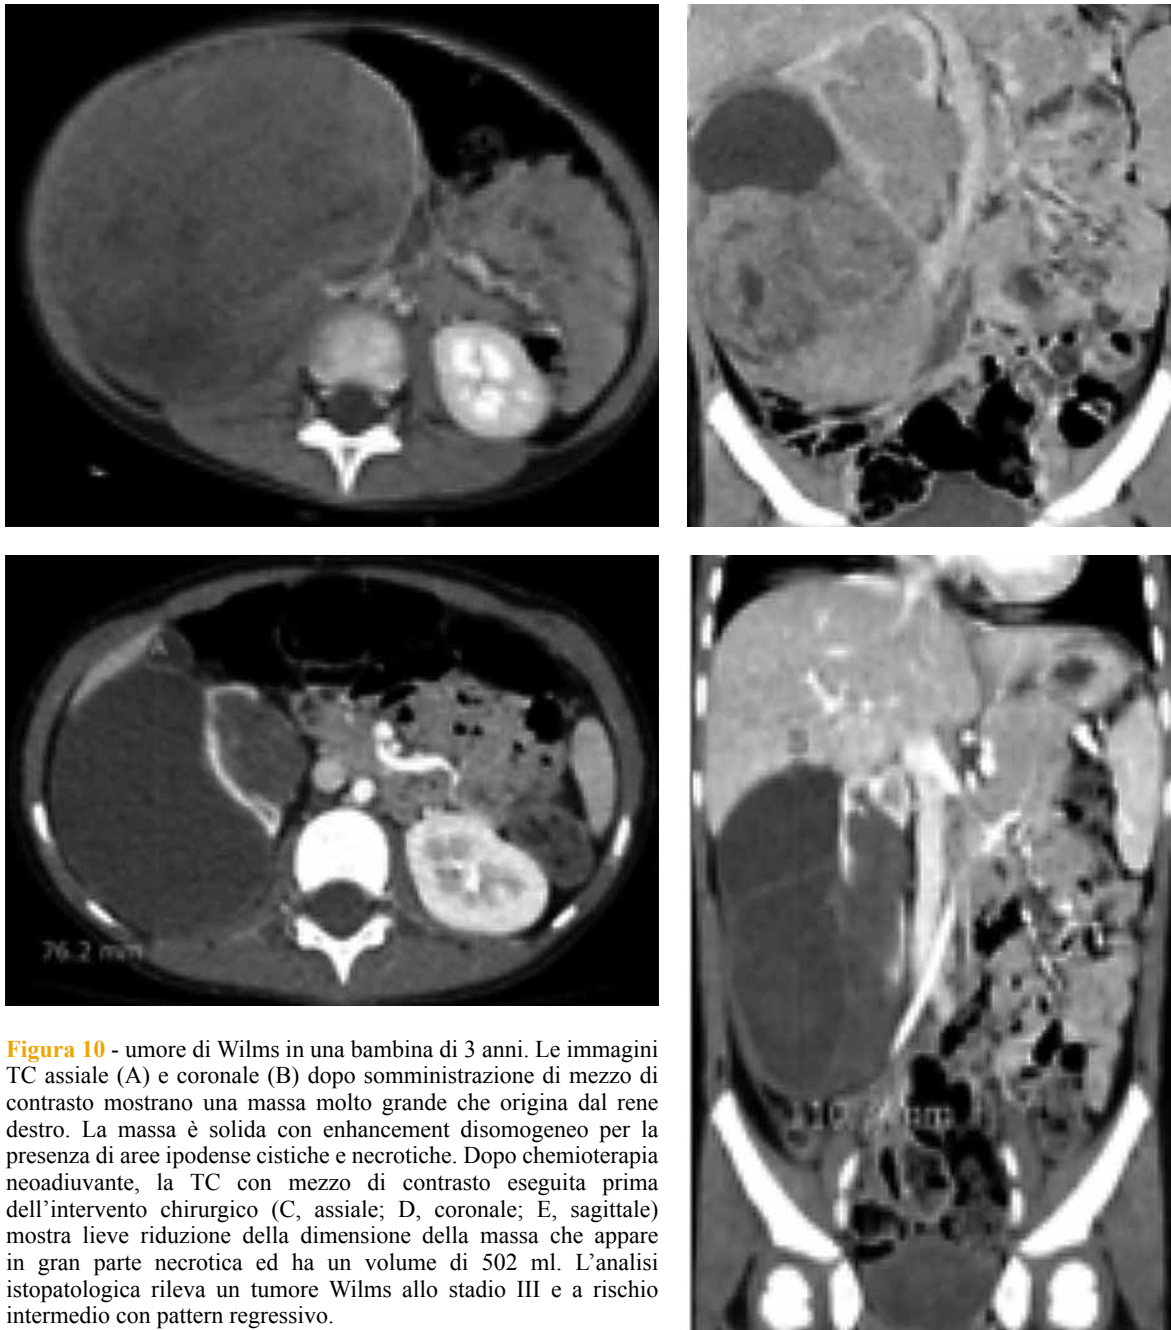 A
76.2 mm
Figura 10 - umore di Wilms in una bambina di 3 anni. Le immagini
TC assiale (A) e coronale (B) dopo somministrazione di mezzo di
contrasto mostrano una massa molto grande che origina dal rene
destro. La massa è solida con enhancement disomogeneo per la
presenza di aree ipodense cistiche e necrotiche. Dopo chemioterapia
neoadiuvante, la TC con mezzo di contrasto eseguita prima
dell’intervento chirurgico (C, assiale; D, coronale; E, sagittale)
mostra lieve riduzione della dimensione della massa che appare
in gran parte necrotica ed ha un volume di 502 ml. L’analisi
istopatologica rileva un tumore Wilms allo stadio III e a rischio
intermedio con pattern regressivo.